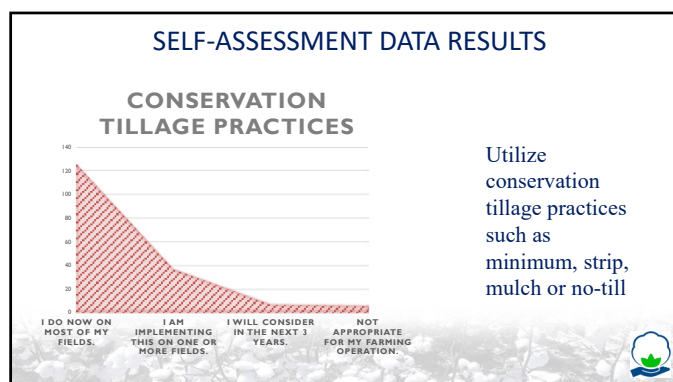 SELF-ASSESSMENT DATA RESULTS
CONSERVATION
TILLAGE PRACTICES
140
120
100
80
60
40
20
0
I DO NOW ON
MOST OF MY
FIELDS.
I AM
IMPLEMENTING
THIS ON ONE OR
MORE FIELDS.
I WILL CONSIDER
IN THE NEXT 3
YEARS.
NOT
APPROPRIATE
FOR MY FARMING
OPERATION.
Utilize
conservation
tillage practices
such as
minimum, strip,
mulch or no-till